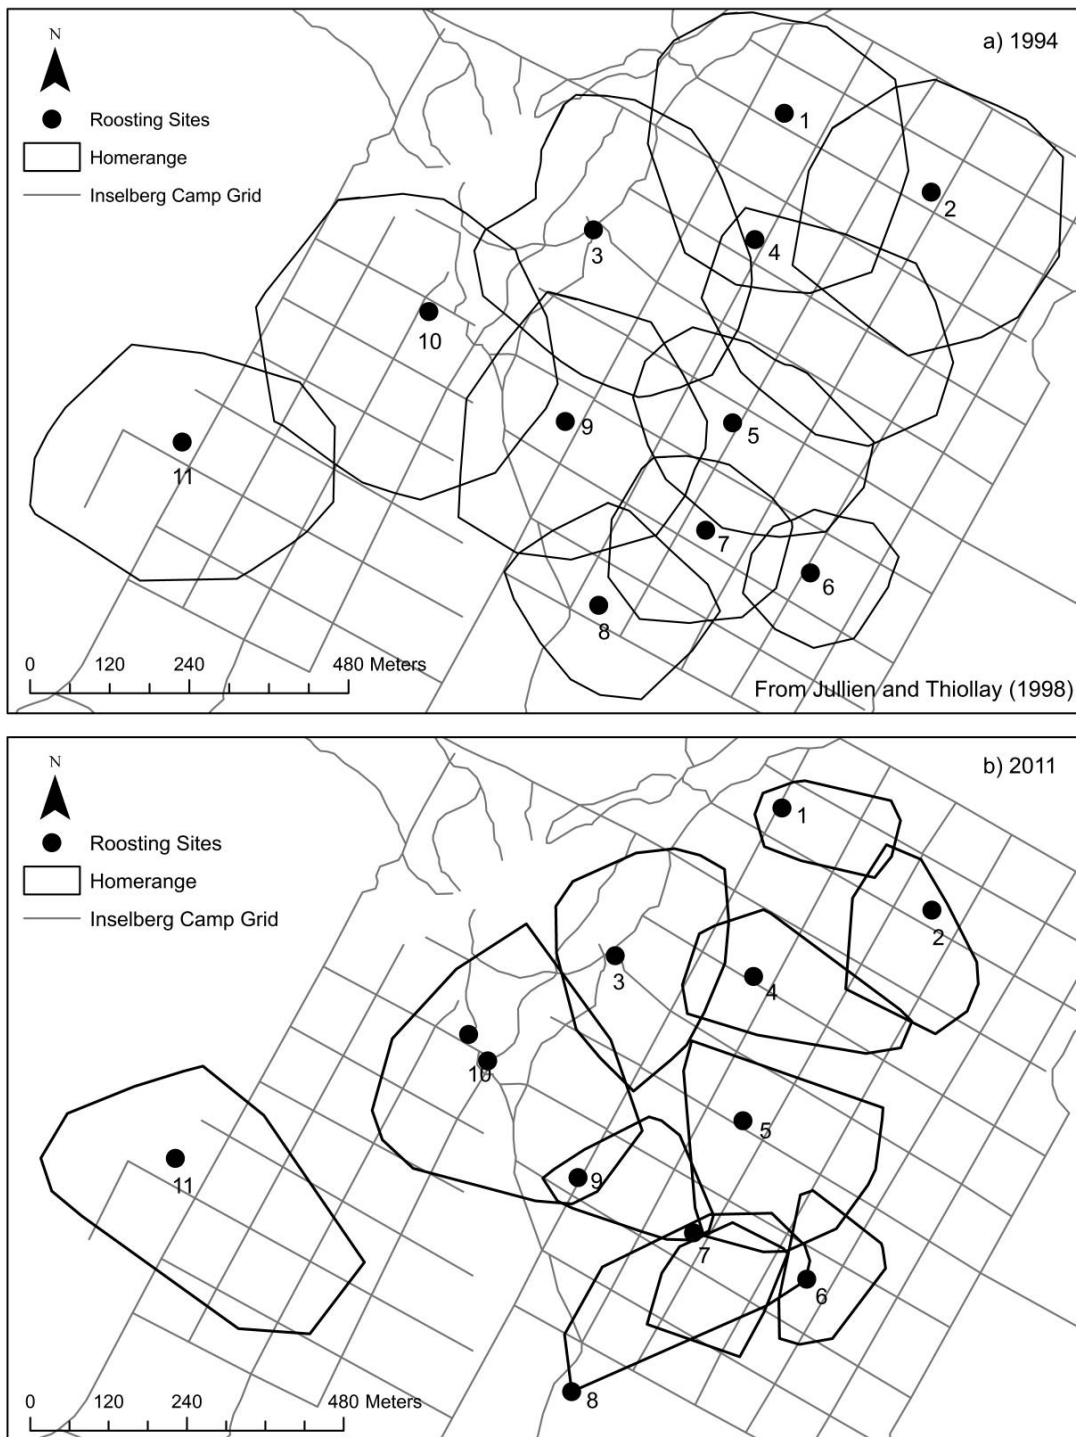 a) 1994
N
Roosting Sites
Homerange
Inselberg Camp Grid
1
2
3
4
10
9
5
11
7
6
8
0 120 240 480 Meters
From Jullien and Thiollay (1998)
b) 2011
N
Roosting Sites
Homerange
Inselberg Camp Grid
1
2
3
4
10
5
11
9
7
6
8
0 120 240 480 Meters